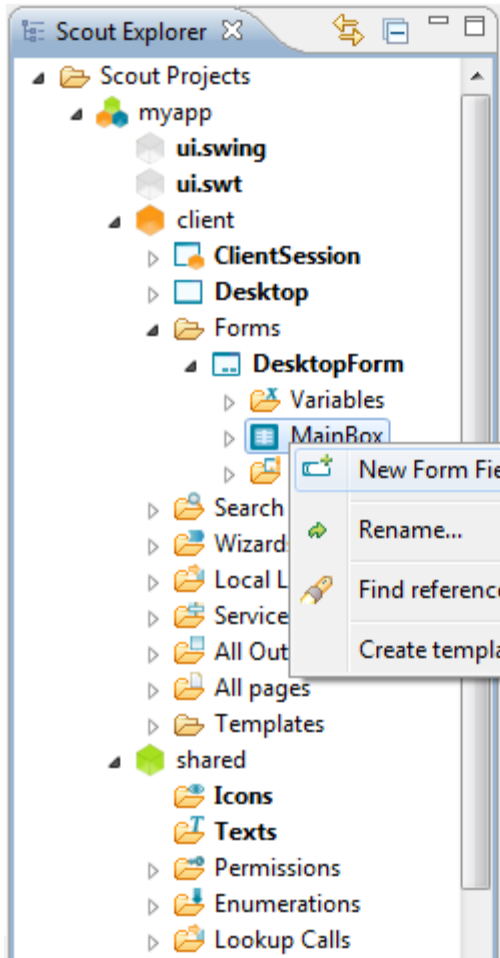 Scout Explorer
Scout Projects
myapp
ui.swing
ui.swt
client
ClientSession
Desktop
Forms
DesktopForm
Variables
MainBox
New Form Fie
Search
Rename...
Wizard
Local L
Find reference
Service
All Out
Create templa
All pages
Templates
shared
Icons
Texts
Permissions
Enumerations
Lookup Calls